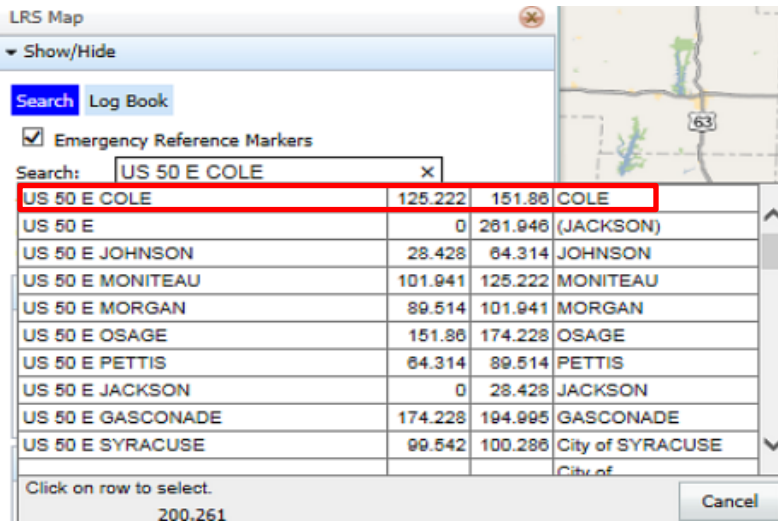 LRS Map
Show/Hide
Search Log Book
Emergency Reference Markers
Search: US 50 E COLE ×
US 50 E COLE 125.222 151.86 COLE
US 50 E 0 261.946 (JACKSON)
US 50 E JOHNSON 28.428 64.314 JOHNSON
US 50 E MONITEAU 101.941 125.222 MONITEAU
US 50 E MORGAN 89.514 101.941 MORGAN
US 50 E OSAGE 151.86 174.228 OSAGE
US 50 E PETTIS 64.314 89.514 PETTIS
US 50 E JACKSON 0 28.428 JACKSON
US 50 E GASCONADE 174.228 194.995 GASCONADE
US 50 E SYRACUSE 99.542 100.286 City of SYRACUSE
City of
Click on row to select.
200.261
Cancel
63